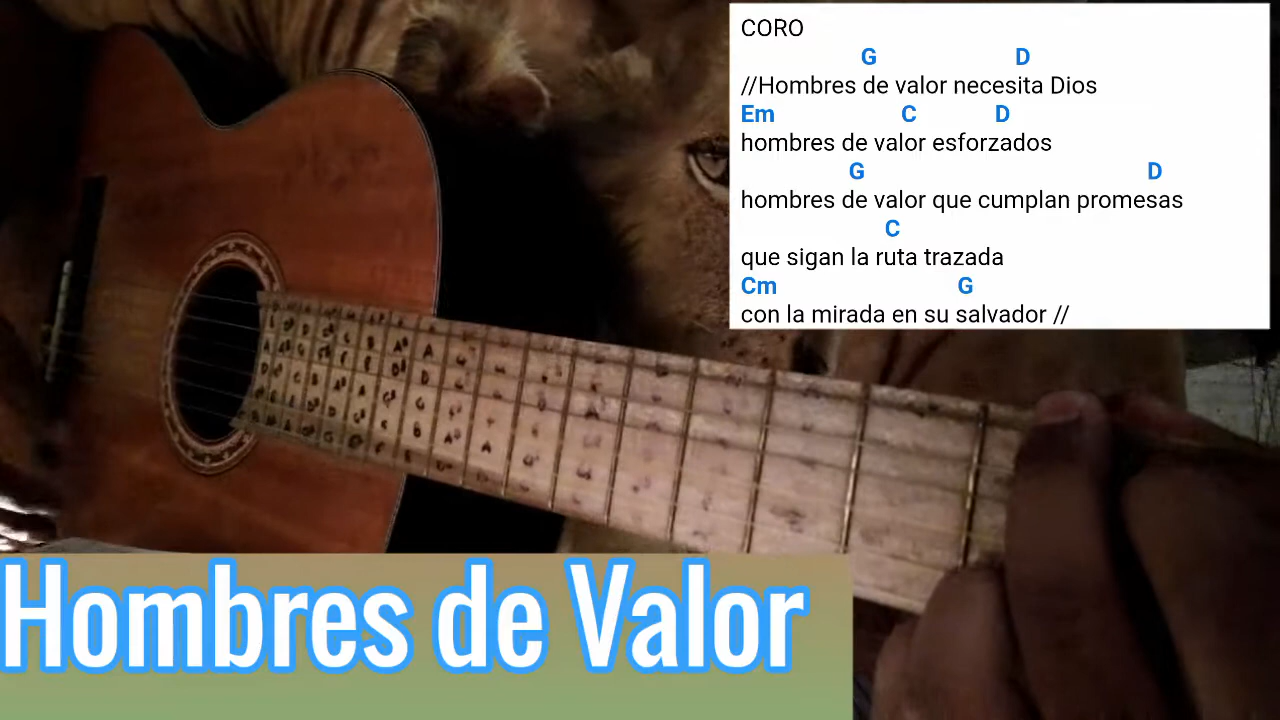 CORO
G D
//Hombres de valor necesita Dios
Em C D
hombres de valor esforzados
G D
hombres de valor que cumplan promesas
C
que sigan la ruta trazada
Cm G
con la mirada en su salvador //
Hombres de Valor